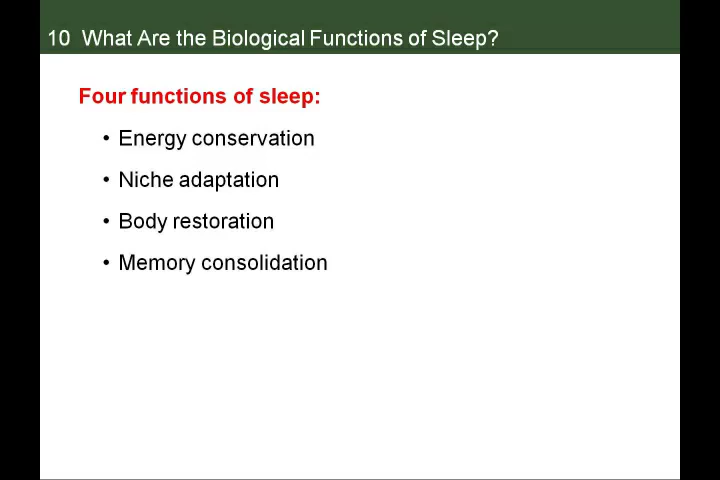 10 What Are the Biological Functions of Sleep?
Four functions of sleep:
• Energy conservation
• Niche adaptation
• Body restoration
• Memory consolidation